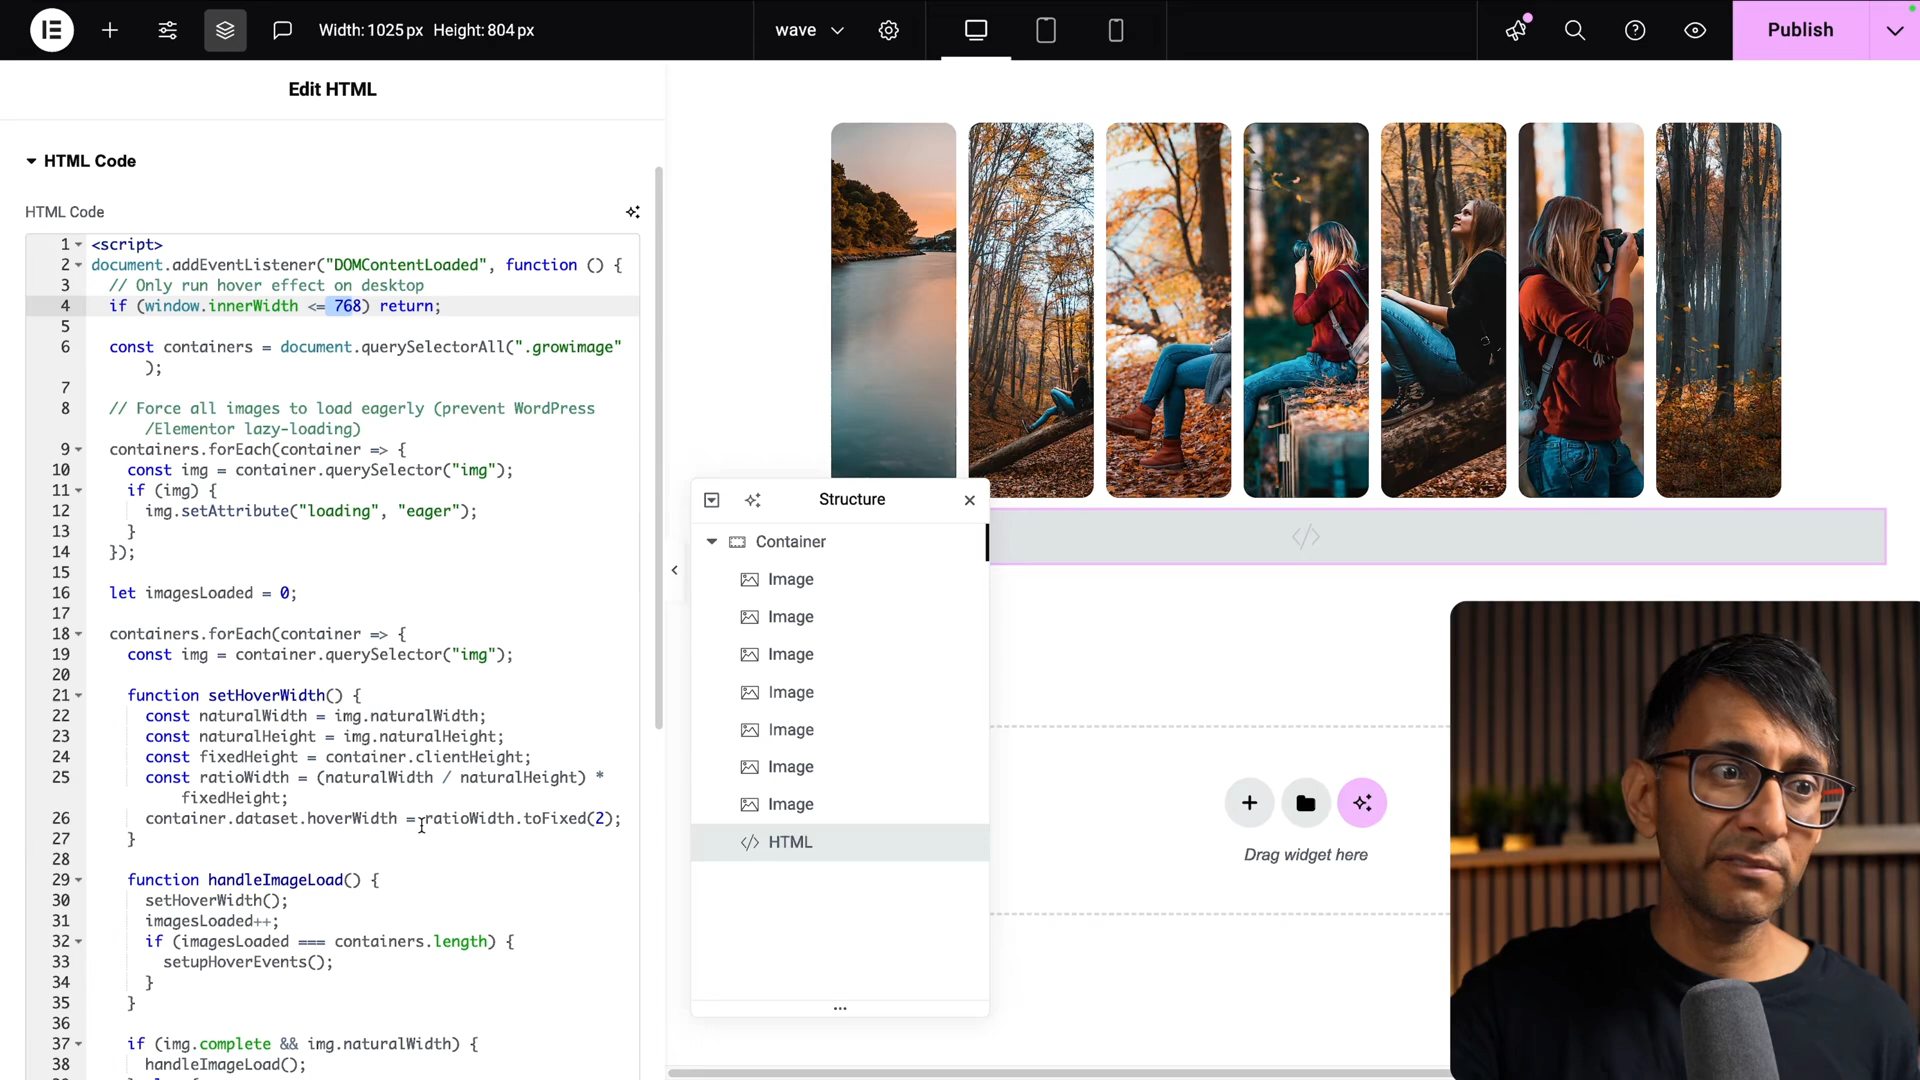 Width: 1025 px Height: 804 px
wave
Publish
Edit HTML
HTML Code
HTML Code
1 <script>
2 document.addEventListener("DOMContentLoaded", function () {
3 // Only run hover effect on desktop
4 if (window.innerWidth <= 768) return;
5
6 const containers = document.querySelectorAll(".growimage"
);
7
8 // Force all images to load eagerly (prevent WordPress
/Elementor lazy-loading)
9 containers.forEach(container => {
10 const img = container.querySelector("img");
11 if (img) {
12 img.setAttribute("loading", "eager");
13 }
14 });
15
16 let imagesLoaded = 0;
17
18 containers.forEach(container => {
19 const img = container.querySelector("img");
20
21 function setHoverWidth() {
22 const naturalWidth = img.naturalWidth;
23 const naturalHeight = img.naturalHeight;
24 const fixedHeight = container.clientHeight;
25 const ratioWidth = (naturalWidth / naturalHeight) *
fixedHeight;
26 container.dataset.hoverWidth = ratioWidth.toFixed(2);
27 }
28
29 function handleImageLoad() {
30 setHoverWidth();
31 imagesLoaded++;
32 if (imagesLoaded === containers.length) {
33 setupHoverEvents();
34 }
35 }
36
37 if (img.complete && img.naturalWidth) {
38 handleImageLoad();
Structure
Container
Image
Image
Image
Image
Image
Image
Image
</> HTML
</>
Drag widget here